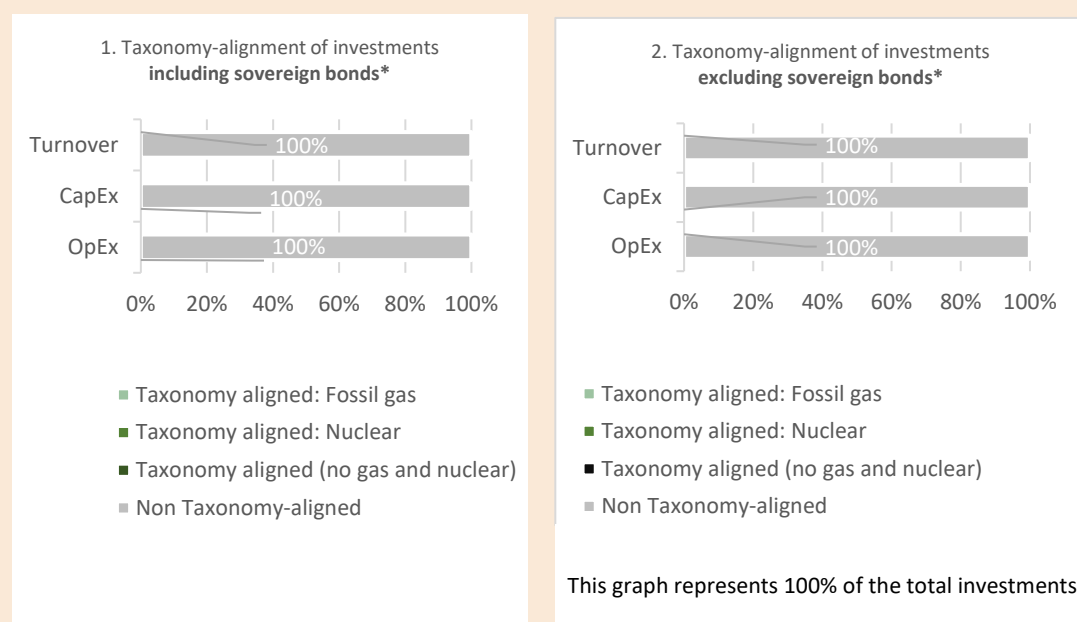 1. Taxonomy-alignment of investments
including sovereign bonds*
Turnover
100%
CapEx
100%
OpEx
100%
0% 20% 40% 60% 80% 100%
Taxonomy aligned: Fossil gas
Taxonomy aligned: Nuclear
Taxonomy aligned (no gas and nuclear)
Non Taxonomy-aligned
2. Taxonomy-alignment of investments
excluding sovereign bonds*
Turnover
100%
CapEx
100%
OpEx
100%
0% 20% 40% 60% 80% 100%
Taxonomy aligned: Fossil gas
Taxonomy aligned: Nuclear
Taxonomy aligned (no gas and nuclear)
Non Taxonomy-aligned
This graph represents 100% of the total investments